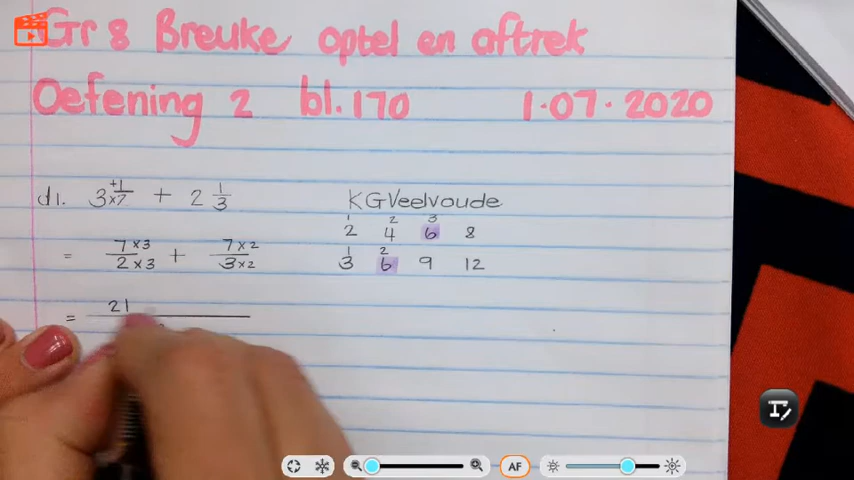 Gr 8 Breuke optel en aftrek
Oefening 2 bl. 170 1.07.2020
d1. 3 +1/×2 + 2 1/3
KGVeelvoude
1 2 3
2 4 6 8
= 7×3/2×3 + 7×2/3×2
1 2
3 6 9 12
= 21
AF